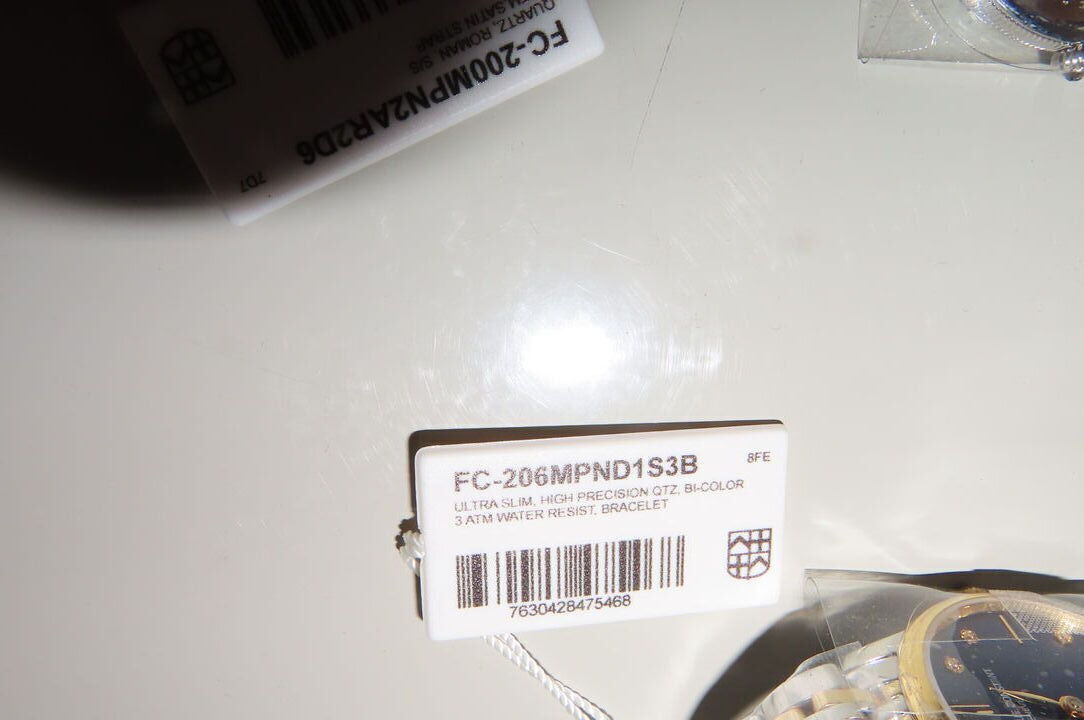 FC-200MPN2AR2D6
QUARTZ, ROMAN S/S
SATIN STRAP
7D7
FC-206MPND1S3B
8FE
ULTRA SLIM, HIGH PRECISION QTZ, BI-COLOR
3 ATM WATER RESIST, BRACELET
7630428475468